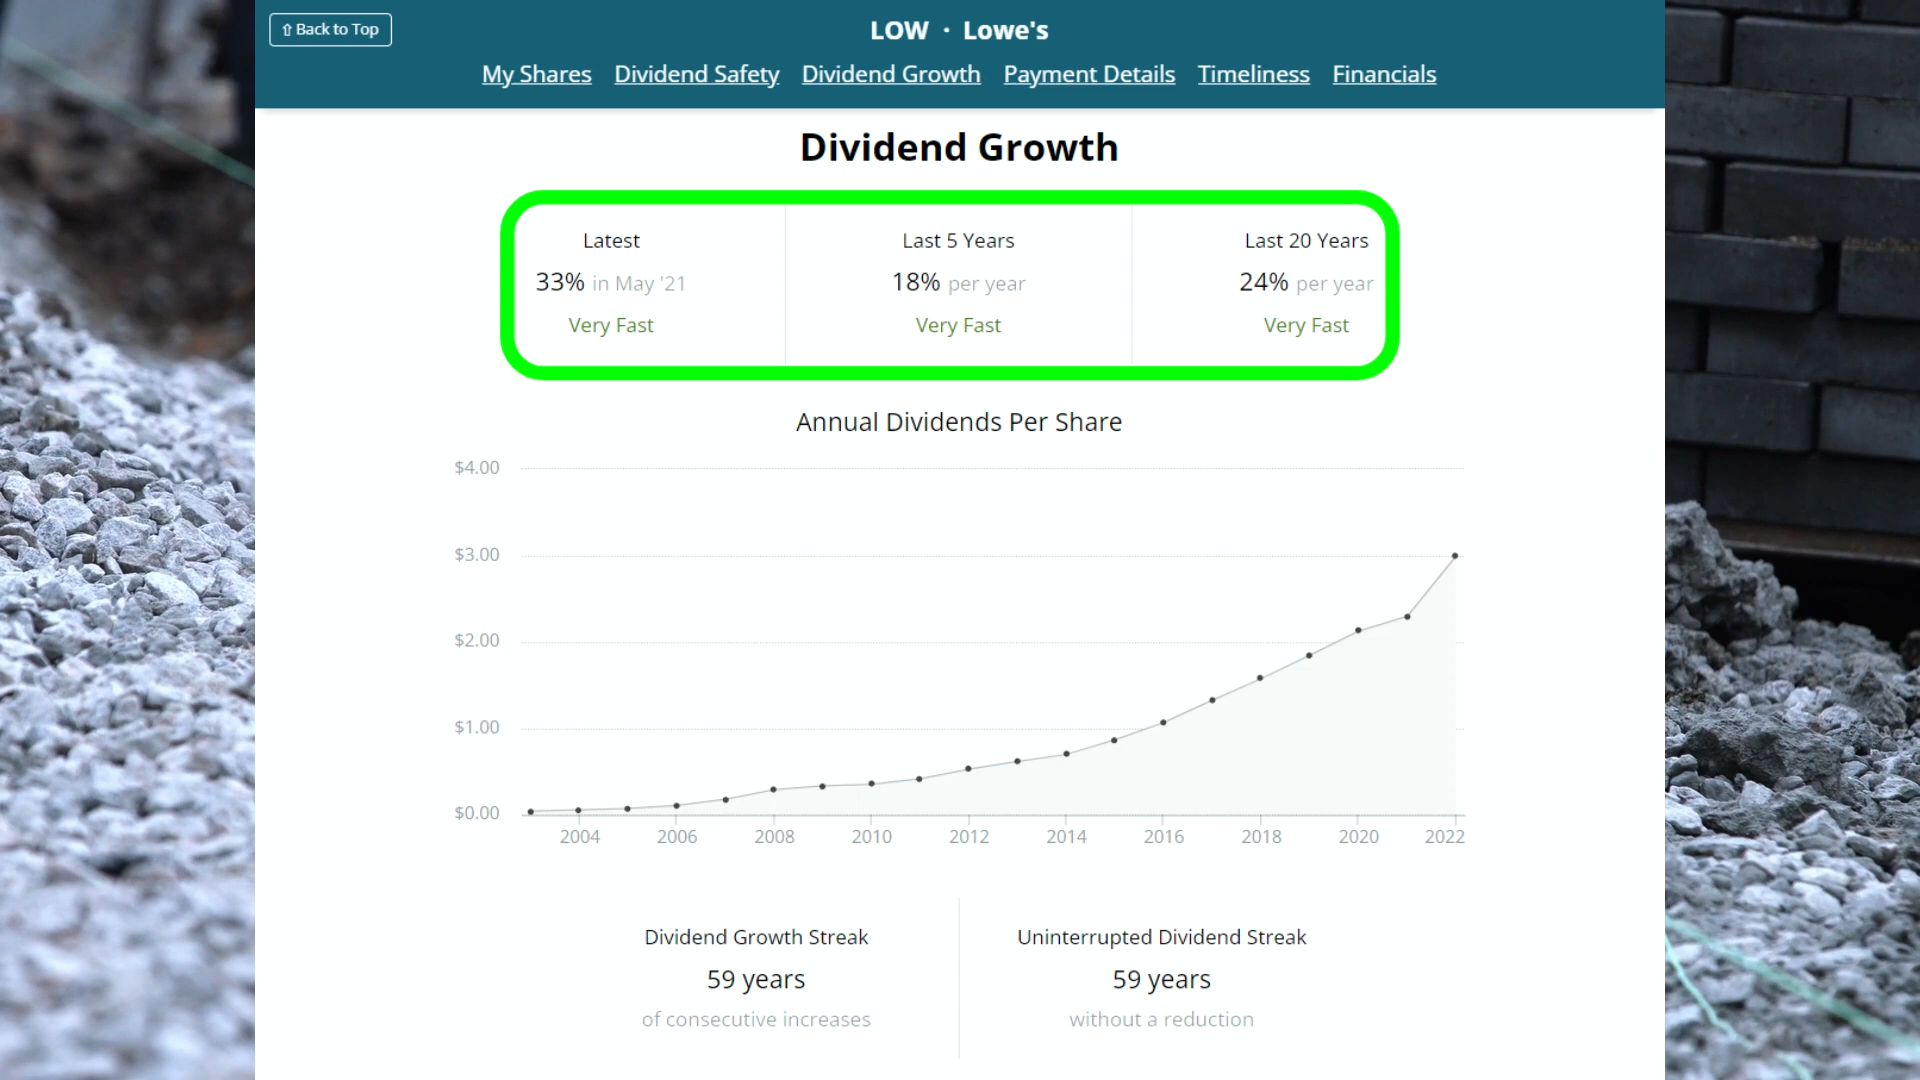 ⇧ Back to Top
LOW · Lowe's
My Shares Dividend Safety Dividend Growth Payment Details Timeliness Financials
Dividend Growth
Latest
33% in May '21
Very Fast
Last 5 Years
18% per year
Very Fast
Last 20 Years
24% per year
Very Fast
Annual Dividends Per Share
$4.00
$3.00
$2.00
$1.00
$0.00
2004 2006 2008 2010 2012 2014 2016 2018 2020 2022
Dividend Growth Streak
59 years
of consecutive increases
Uninterrupted Dividend Streak
59 years
without a reduction